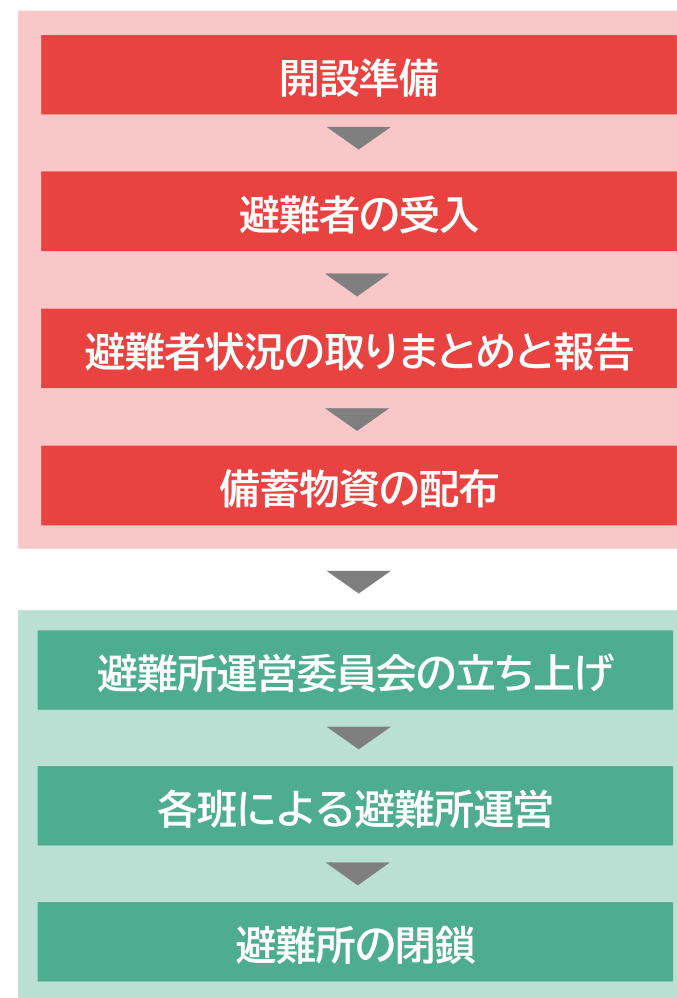 開設準備
避難者の受入
避難者状況の取りまとめと報告
備蓄物資の配布
避難所運営委員会の立ち上げ
各班による避難所運営
避難所の閉鎖